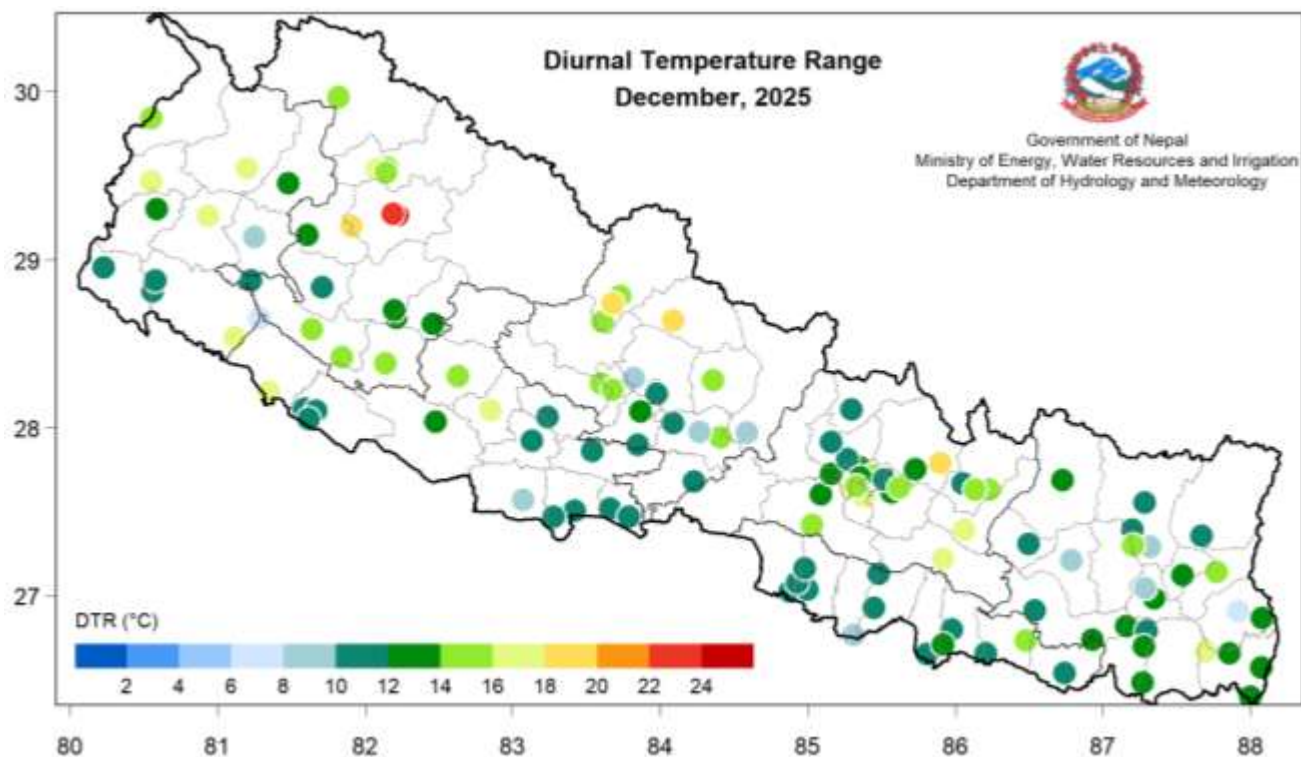 Diurnal Temperature Range
December, 2025
Government of Nepal
Ministry of Energy, Water Resources and Irrigation
Department of Hydrology and Meteorology
30
29
28
27
DTR (°C)
2 4 6 8 10 12 14 16 18 20 22 24
80 81 82 83 84 85 86 87 88